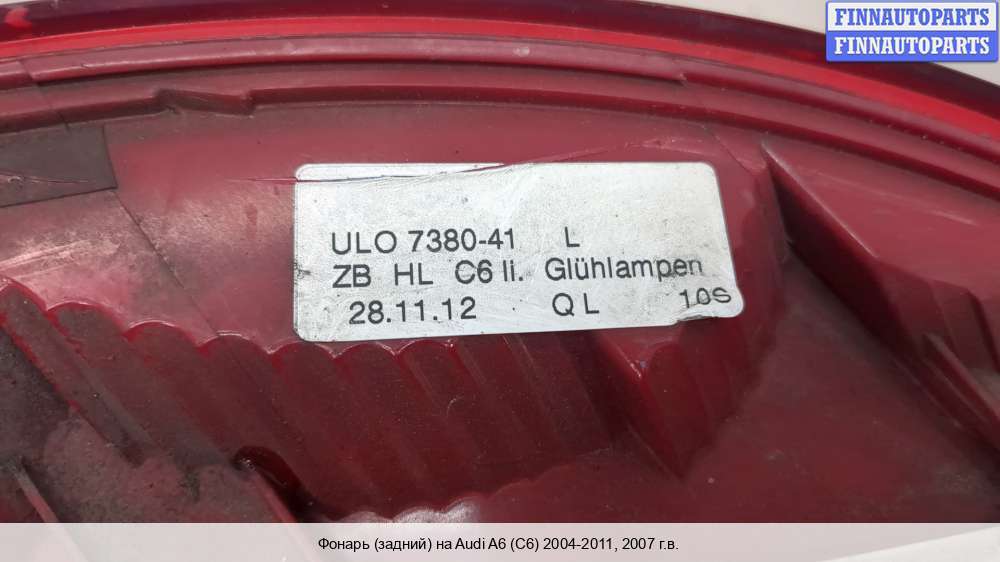 FINNAUTOPARTS
FINNAUTOPARTS
ULO 7380-41 L
ZB HL C6 li. Glühlampen
28.11.12 QL 10S
Фонарь (задний) на Audi A6 (C6) 2004-2011, 2007 г.в.